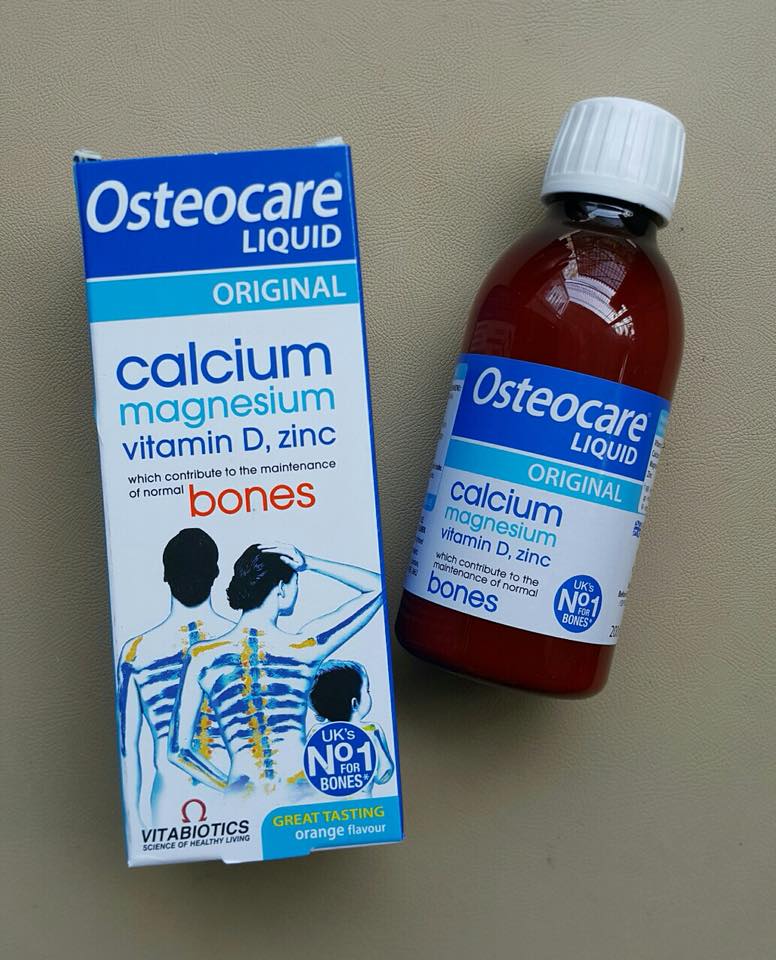 Osteocare®
LIQUID
ORIGINAL
calcium
magnesium
vitamin D, zinc
which contribute to the maintenance
of normal bones
UK's
No1
FOR
BONES*
VITABIOTICS
SCIENCE OF HEALTHY LIVING
GREAT TASTING
orange flavour
Osteocare®
LIQUID
ORIGINAL
calcium
magnesium
vitamin D, zinc
which contribute to the
maintenance of normal
bones
UK's
No1
FOR
BONES*